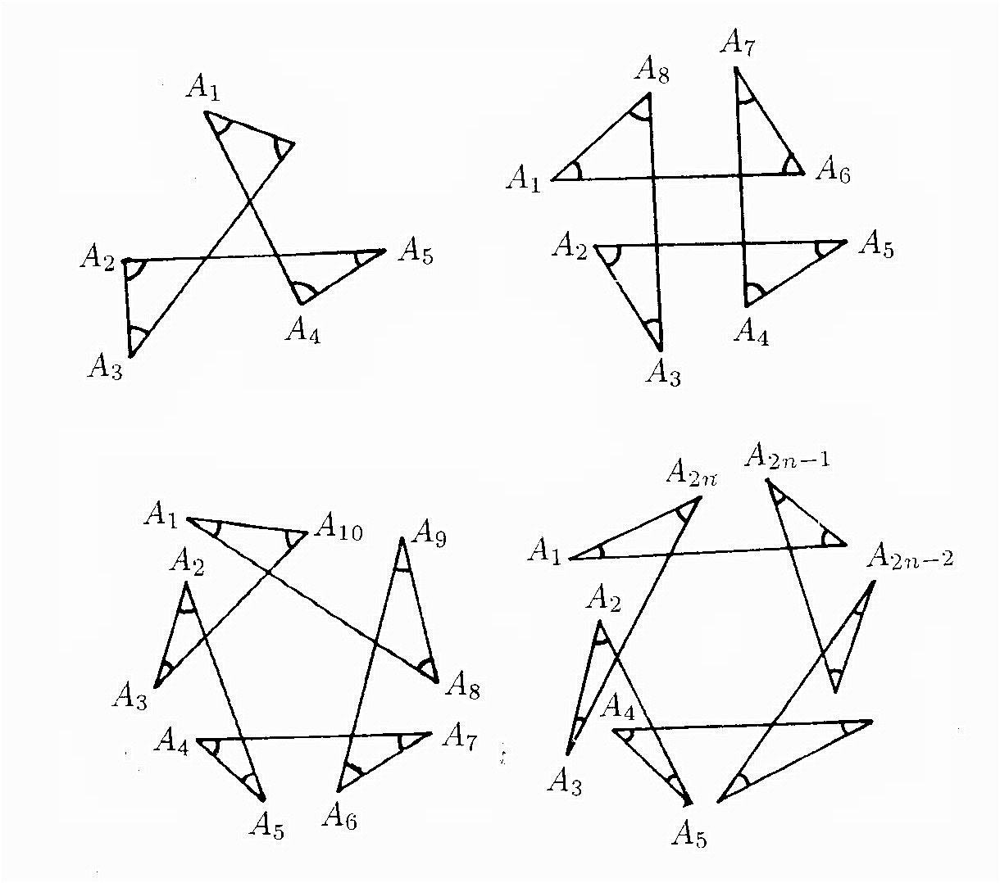 A₁
A₂
A₅
A₄
A₃
A₇
A₈
A₁
A₆
A₂
A₅
A₄
A₃
A₁
A₁₀
A₉
A₂
A₃
A₈
A₄
A₇
A₅
A₆
A₂ₙ₋₁
A₂ₙ
A₁
A₂ₙ₋₂
A₂
A₄
A₃
A₅